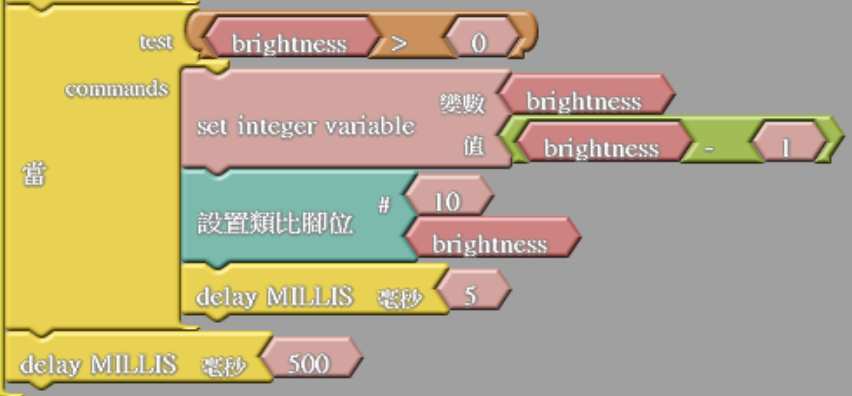 test brightness > 0
commands
set integer variable 變數 brightness
值 brightness - 1
當
設置類比腳位 # 10
brightness
delay MILLIS 毫秒 5
delay MILLIS 毫秒 500